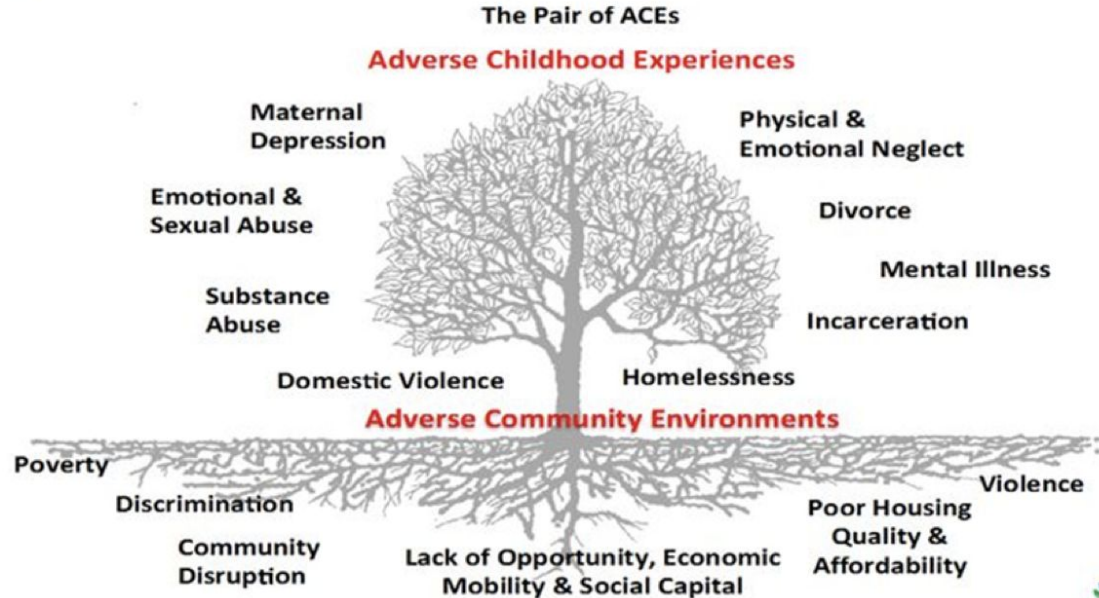 The Pair of ACEs
Adverse Childhood Experiences
Maternal
Depression
Physical &
Emotional Neglect
Emotional &
Sexual Abuse
Divorce
Mental Illness
Substance
Abuse
Incarceration
Domestic Violence
Homelessness
Adverse Community Environments
Poverty
Discrimination
Violence
Poor Housing
Quality &
Affordability
Community
Disruption
Lack of Opportunity, Economic
Mobility & Social Capital